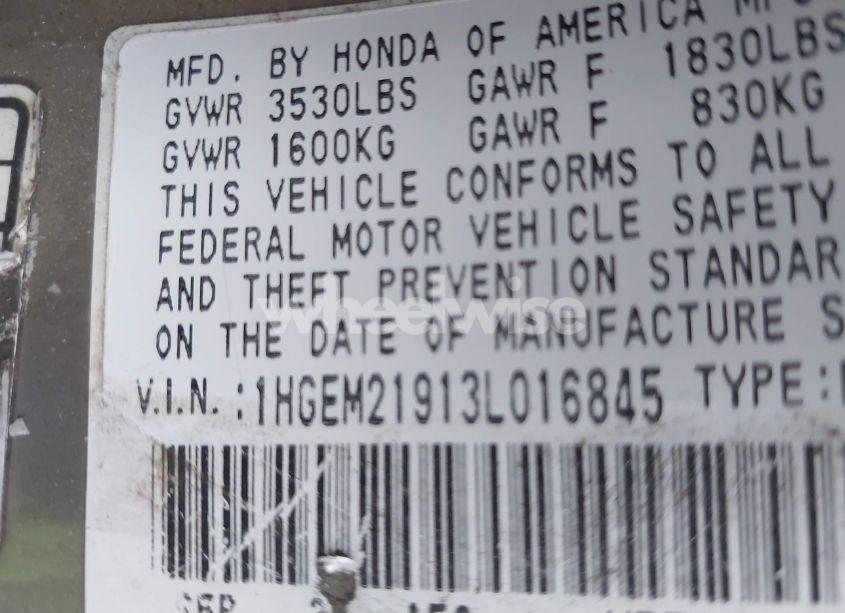 MFD. BY HONDA OF AMERICA
GVWR 3530LBS GAWR F 1830LBS
GVWR 1600KG GAWR F 830KG
THIS VEHICLE CONFORMS TO ALL
FEDERAL MOTOR VEHICLE SAFETY
AND THEFT PREVENTION STANDAR
ON THE DATE OF MANUFACTURE S
wheelwise
V.I.N.:1HGEM21913L016845 TYPE: